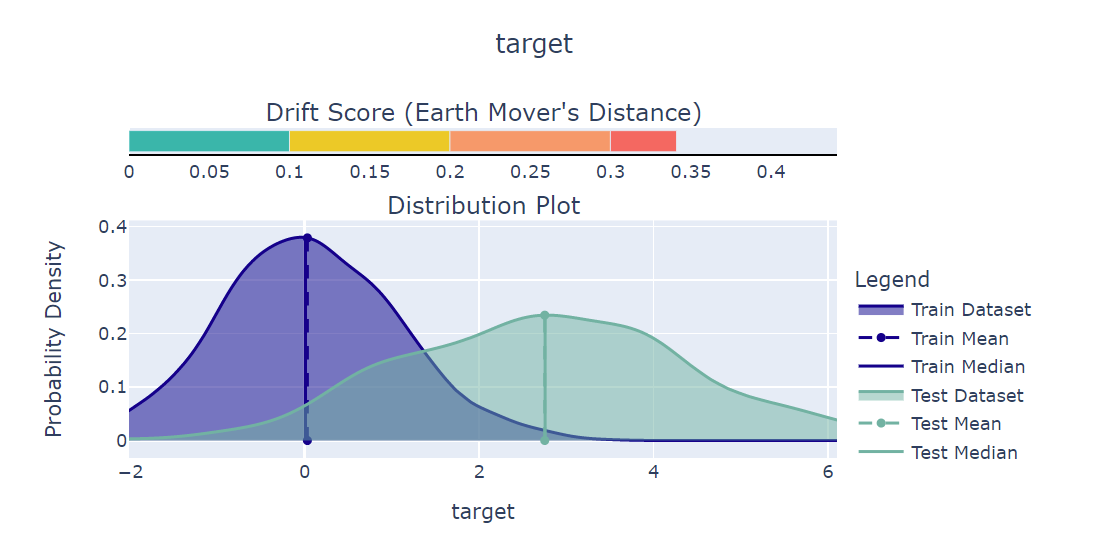 target
Drift Score (Earth Mover's Distance)
0 0.05 0.1 0.15 0.2 0.25 0.3 0.35 0.4
Distribution Plot
0.4
0.3
0.2
0.1
0
Probability Density
−2 0 2 4 6
target
Legend
Train Dataset
Train Mean
Train Median
Test Dataset
Test Mean
Test Median